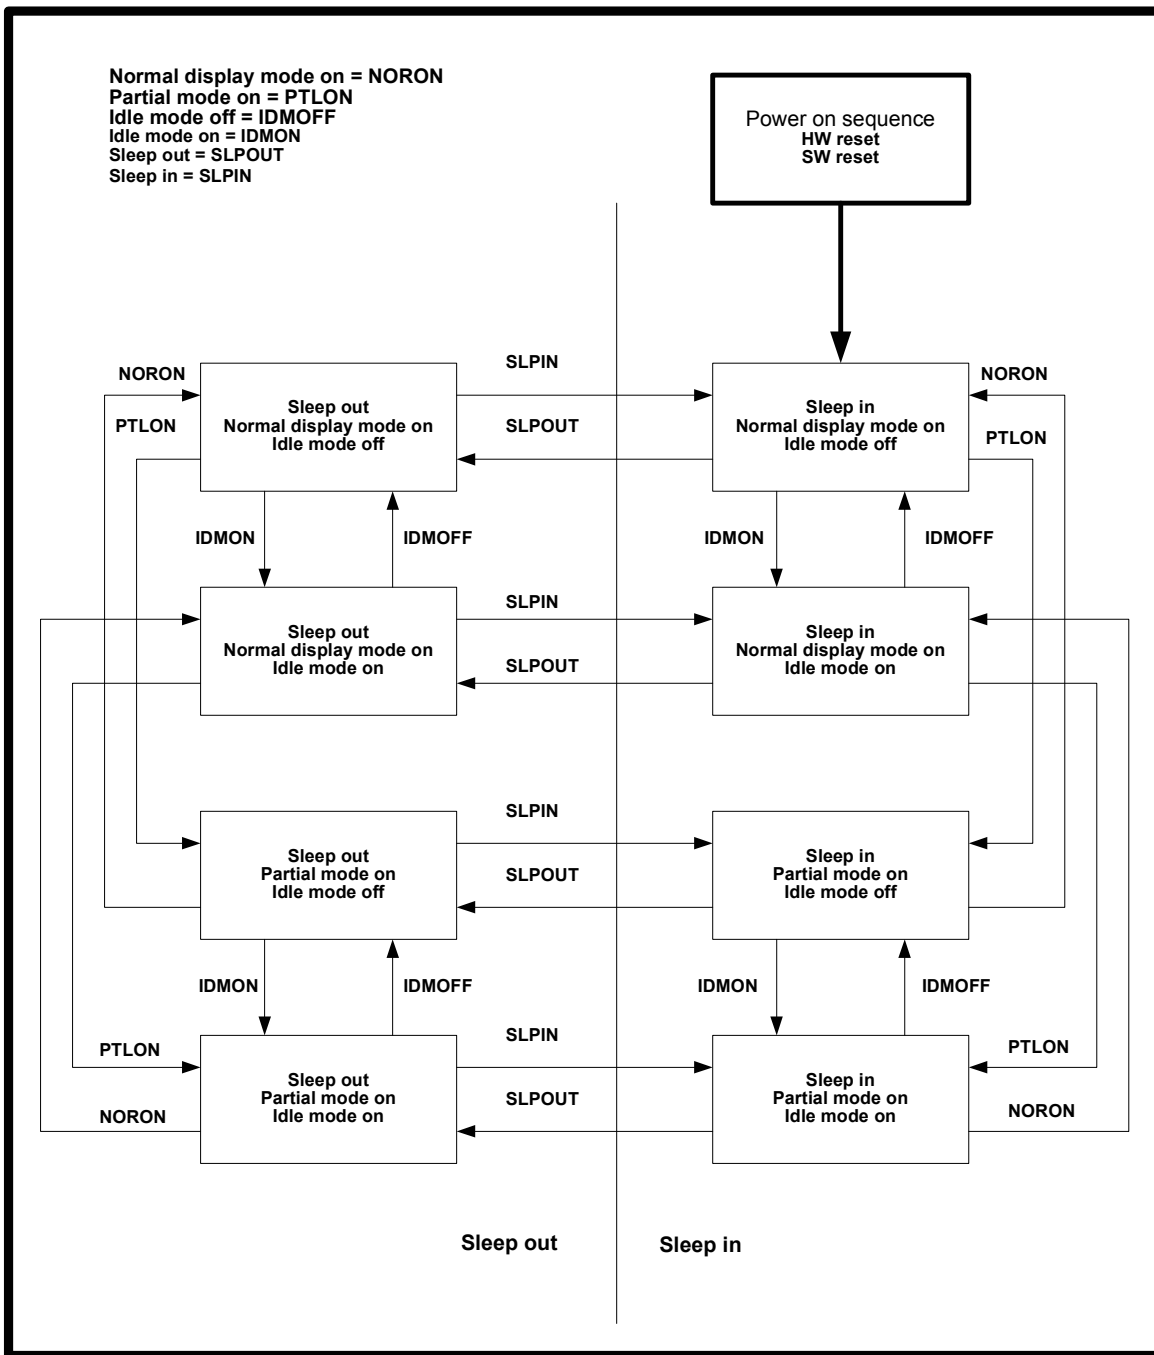 Normal display mode on = NORON
Partial mode on = PTLON
Idle mode off = IDMOFF
Idle mode on = IDMON
Sleep out = SLPOUT
Sleep in = SLPIN
Power on sequence
HW reset
SW reset
NORON
PTLON
Sleep out
Normal display mode on
Idle mode off
SLPIN
SLPOUT
Sleep in
Normal display mode on
Idle mode off
NORON
PTLON
IDMON
IDMOFF
IDMON
IDMOFF
Sleep out
Normal display mode on
Idle mode on
SLPIN
SLPOUT
Sleep in
Normal display mode on
Idle mode on
Sleep out
Partial mode on
Idle mode off
SLPIN
SLPOUT
Sleep in
Partial mode on
Idle mode off
IDMON
IDMOFF
IDMON
IDMOFF
PTLON
NORON
Sleep out
Partial mode on
Idle mode on
SLPIN
SLPOUT
Sleep in
Partial mode on
Idle mode on
PTLON
NORON
Sleep out
Sleep in